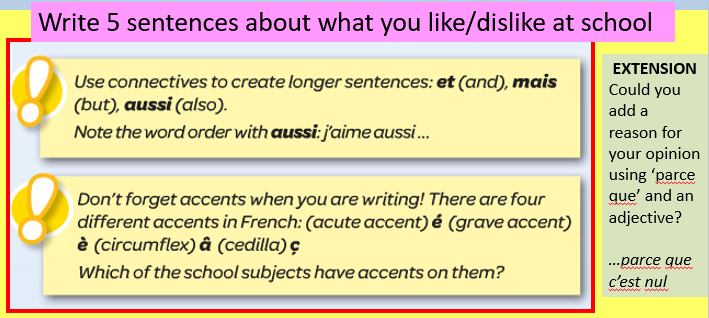 Write 5 sentences about what you like/dislike at school
Use connectives to create longer sentences: et (and), mais
(but), aussi (also).
Note the word order with aussi: j'aime aussi ...
Don't forget accents when you are writing! There are four
different accents in French: (acute accent) é (grave accent)
è (circumflex) â (cedilla) ç
Which of the school subjects have accents on them?
EXTENSION
Could you
add a
reason for
your opinion
using 'parce
que' and an
adjective?
...parce que
c'est nul